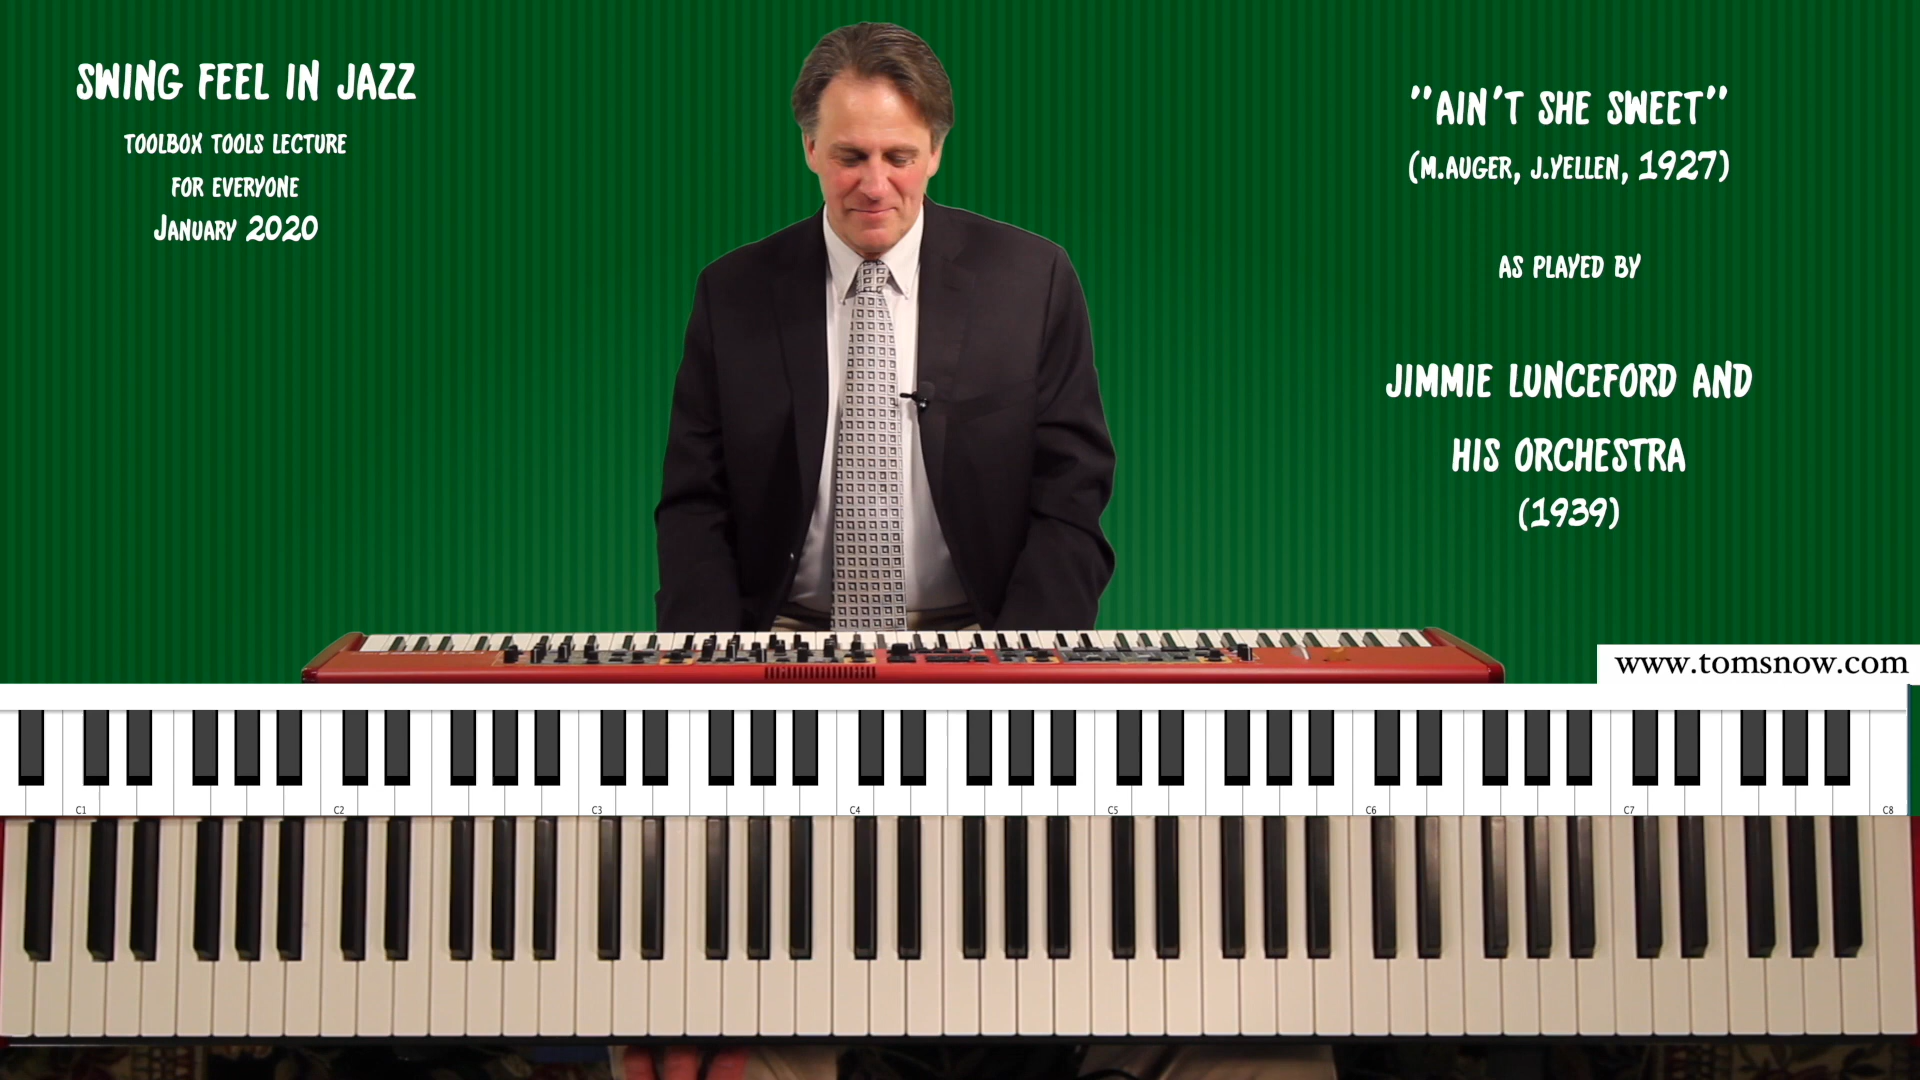 SWING FEEL IN JAZZ
TOOLBOX TOOLS LECTURE
FOR EVERYONE
JANUARY 2020
"AIN'T SHE SWEET"
(M.AUGER, J.YELLEN, 1927)
AS PLAYED BY
JIMMIE LUNCEFORD AND
HIS ORCHESTRA
(1939)
www.tomsnow.com
C1 C2 C3 C4 C5 C6 C7 C8